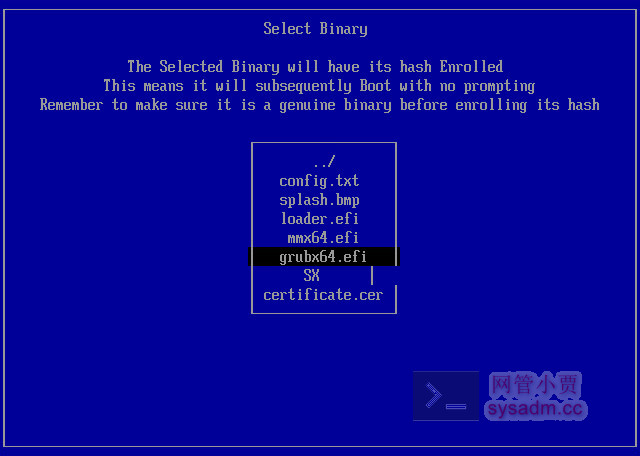 Select Binary
The Selected Binary will have its hash Enrolled
This means it will subsequently Boot with no prompting
Remember to make sure it is a genuine binary before enrolling its hash
../
config.txt
splash.bmp
loader.efi
mmx64.efi
grubx64.efi
SX
certificate.cer
>_
网管小贾
sysadm.cc